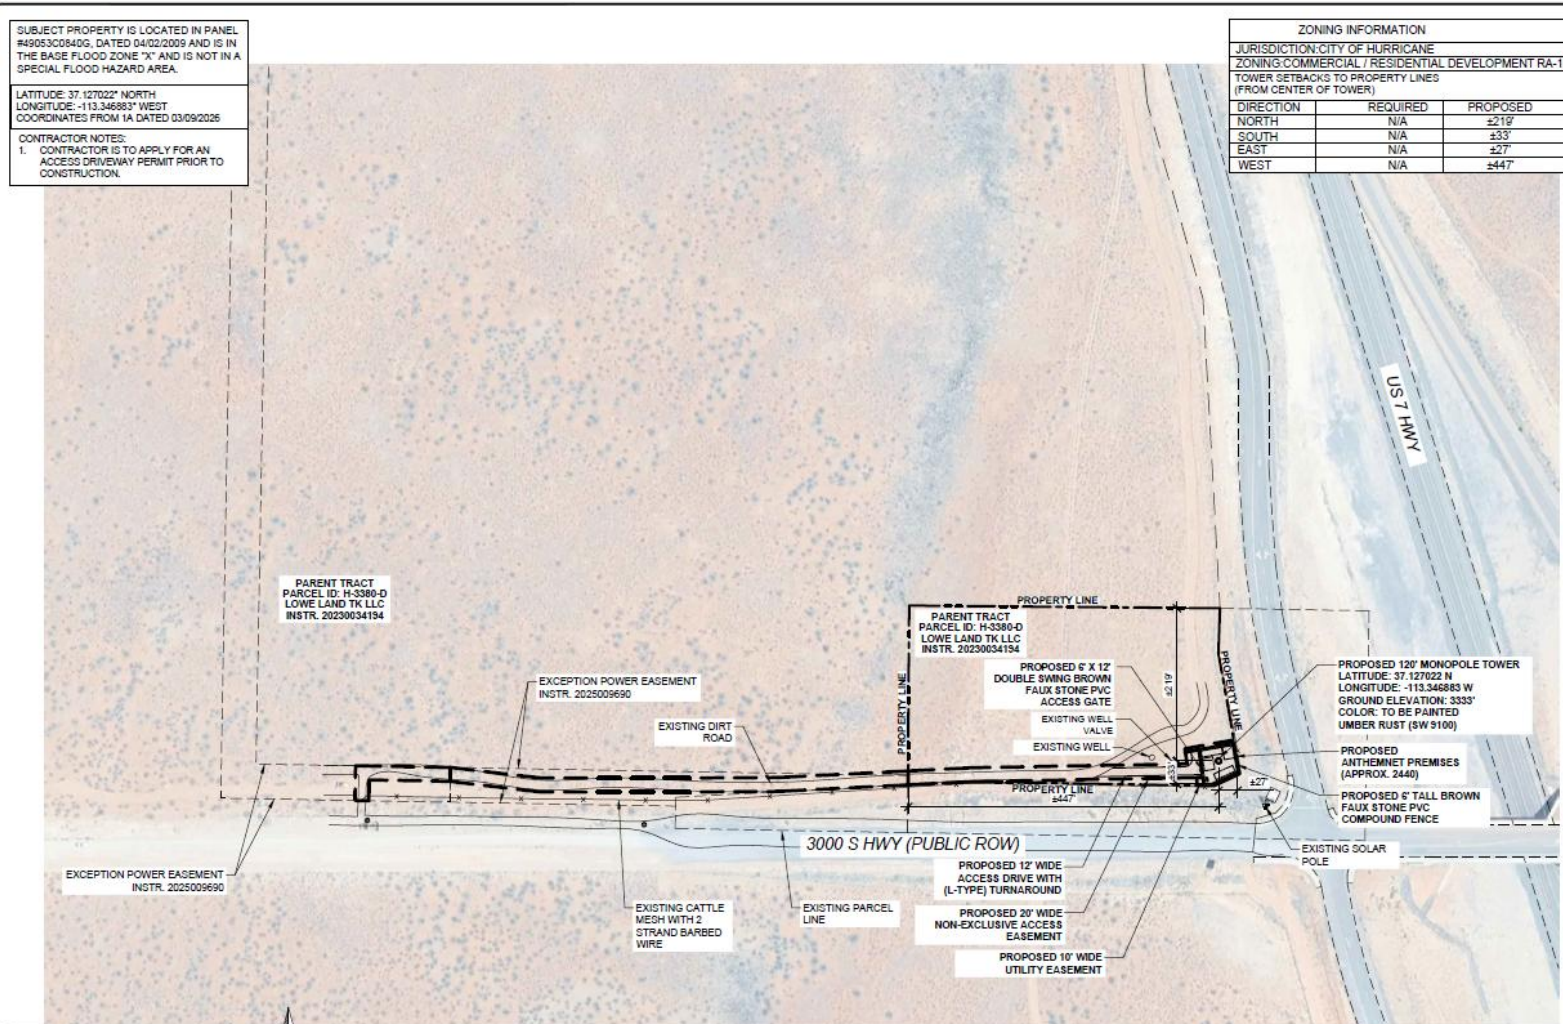 SUBJECT PROPERTY IS LOCATED IN PANEL
#49053C0840G, DATED 04/02/2009 AND IS IN
THE BASE FLOOD ZONE "X" AND IS NOT IN A
SPECIAL FLOOD HAZARD AREA.
LATITUDE: 37.127022° NORTH
LONGITUDE: -113.346883° WEST
COORDINATES FROM 1A DATED 03/09/2026
CONTRACTOR NOTES:
1. CONTRACTOR IS TO APPLY FOR AN
ACCESS DRIVEWAY PERMIT PRIOR TO
CONSTRUCTION.
ZONING INFORMATION
JURISDICTION:CITY OF HURRICANE
ZONING:COMMERCIAL / RESIDENTIAL DEVELOPMENT RA-1
TOWER SETBACKS TO PROPERTY LINES
(FROM CENTER OF TOWER)
DIRECTION REQUIRED PROPOSED
NORTH N/A ±219'
SOUTH N/A ±33'
EAST N/A ±27'
WEST N/A ±447'
US 7 HWY
PARENT TRACT
PARCEL ID: H-3380-D
LOWE LAND TK LLC
INSTR. 20230034194
PROPERTY LINE
PARENT TRACT
PARCEL ID: H-3380-D
LOWE LAND TK LLC
INSTR. 20230034194
PROPOSED 6' X 12'
DOUBLE SWING BROWN
FAUX STONE PVC
ACCESS GATE
EXISTING WELL
VALVE
EXISTING WELL
±219'
PROPERTY LINE
PROPERTY LINE
PROPOSED 120' MONOPOLE TOWER
LATITUDE: 37.127022 N
LONGITUDE: -113.346883 W
GROUND ELEVATION: 3333'
COLOR: TO BE PAINTED
UMBER RUST (SW 9100)
PROPOSED
ANTHEMNET PREMISES
(APPROX. 2440)
PROPOSED 6' TALL BROWN
FAUX STONE PVC
COMPOUND FENCE
EXCEPTION POWER EASEMENT
INSTR. 2025009690
EXISTING DIRT
ROAD
±33'
±27'
PROPERTY LINE
±447'
3000 S HWY (PUBLIC ROW)
EXISTING SOLAR
POLE
PROPOSED 12' WIDE
ACCESS DRIVE WITH
(L-TYPE) TURNAROUND
EXCEPTION POWER EASEMENT
INSTR. 2025009690
EXISTING CATTLE
MESH WITH 2
STRAND BARBED
WIRE
EXISTING PARCEL
LINE
PROPOSED 20' WIDE
NON-EXCLUSIVE ACCESS
EASEMENT
PROPOSED 10' WIDE
UTILITY EASEMENT